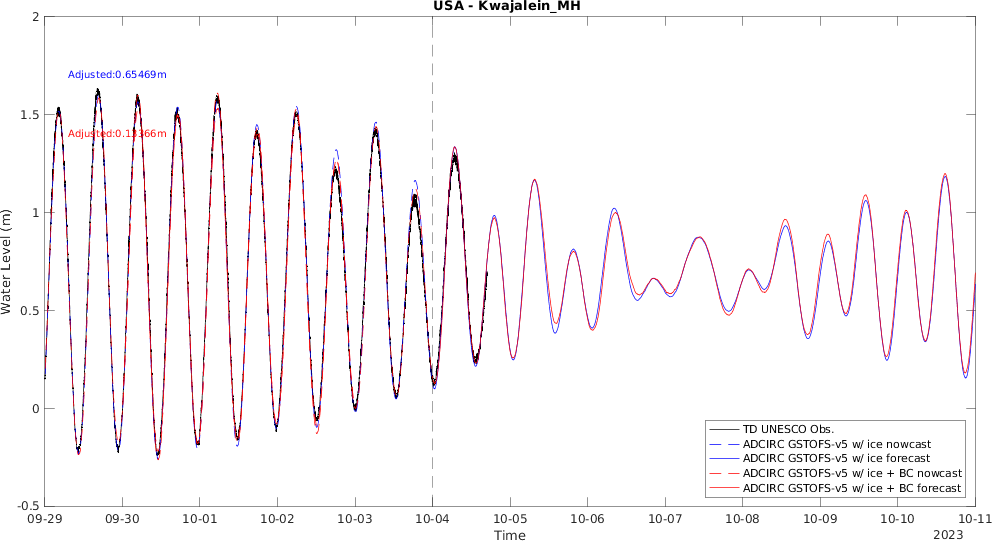 USA - Kwajalein_MH
2
1.5
1
0.5
0
-0.5
Water Level (m)
Adjusted:0.65469m
Adjusted:0.13366m
TD UNESCO Obs.
ADCIRC GSTOFS-v5 w/ ice nowcast
ADCIRC GSTOFS-v5 w/ ice forecast
ADCIRC GSTOFS-v5 w/ ice + BC nowcast
ADCIRC GSTOFS-v5 w/ ice + BC forecast
09-29 09-30 10-01 10-02 10-03 10-04 10-05 10-06 10-07 10-08 10-09 10-10 10-11
Time
2023